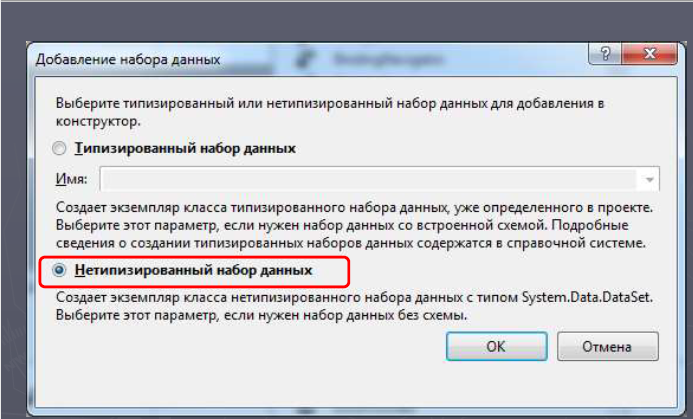 Добавление набора данных
Выберите типизированный или нетипизированный набор данных для добавления в
конструктор.
Типизированный набор данных
Имя:
Создает экземпляр класса типизированного набора данных, уже определенного в проекте.
Выберите этот параметр, если нужен набор данных со встроенной схемой. Подробные
сведения о создании типизированных наборов данных содержатся в справочной системе.
Нетипизированный набор данных
Создает экземпляр класса нетипизированного набора данных с типом System.Data.DataSet.
Выберите этот параметр, если нужен набор данных без схемы.
ОК Отмена